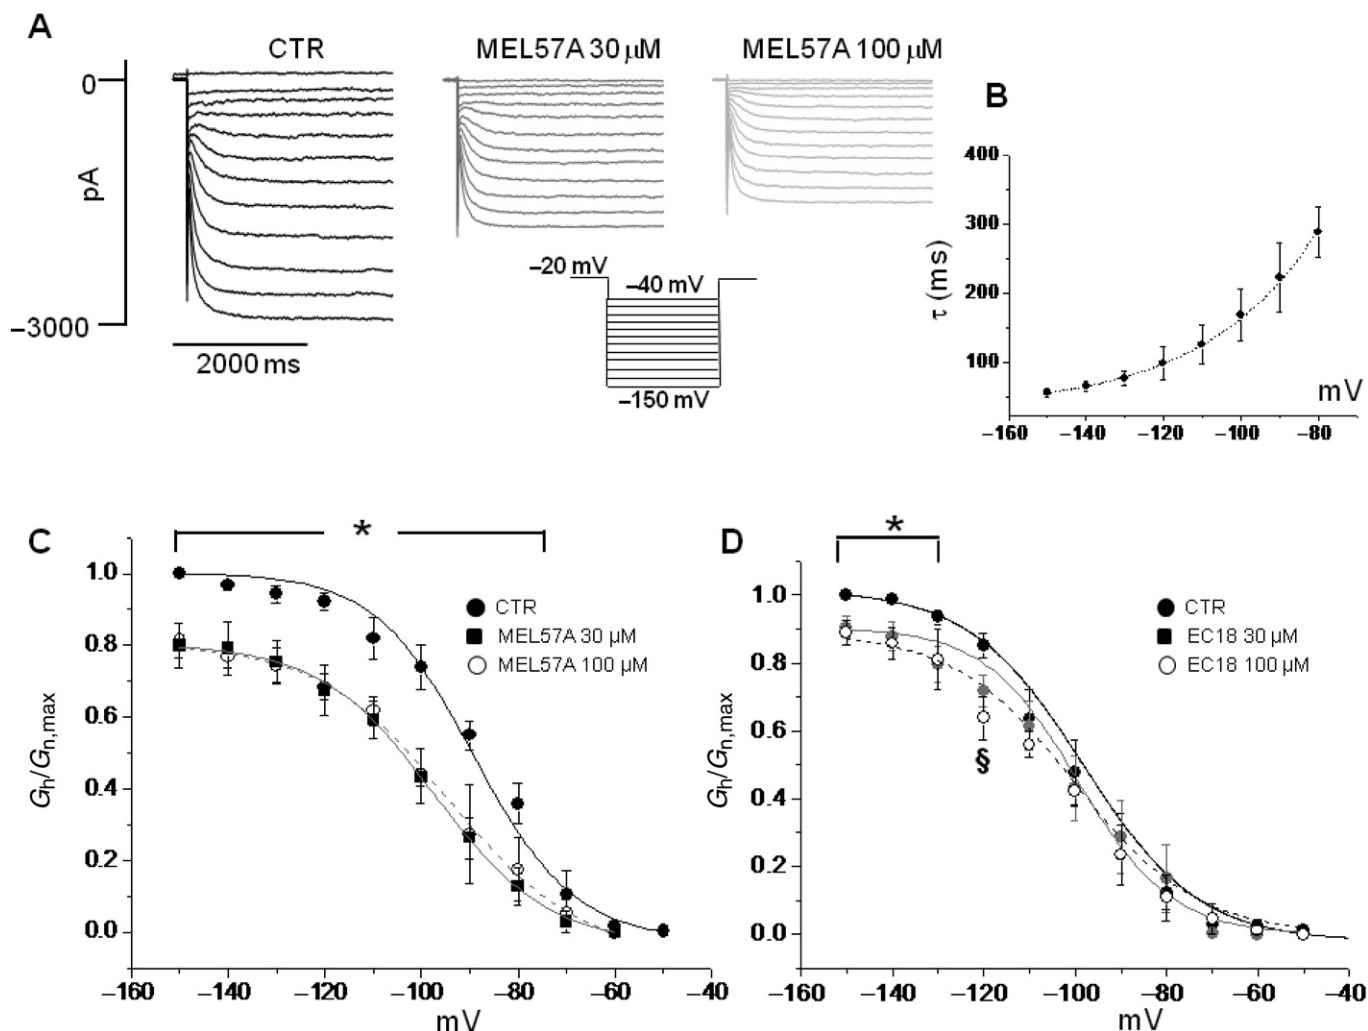 A
CTR
MEL57A 30 µM
MEL57A 100 µM
0
pA
−3000
2000 ms
−20 mV
−40 mV
−150 mV
B
400
300
200
100
τ (ms)
mV
−160
−140
−120
−100
−80
C
*
1.0
0.8
0.6
0.4
0.2
0.0
Gh/Gn,max
CTR
MEL57A 30 µM
MEL57A 100 µM
−160
−140
−120
−100
−80
−60
−40
mV
D
*
1.0
0.8
0.6
0.4
0.2
0.0
Gh/Gn,max
CTR
EC18 30 µM
EC18 100 µM
§
−160
−140
−120
−100
−80
−60
−40
mV